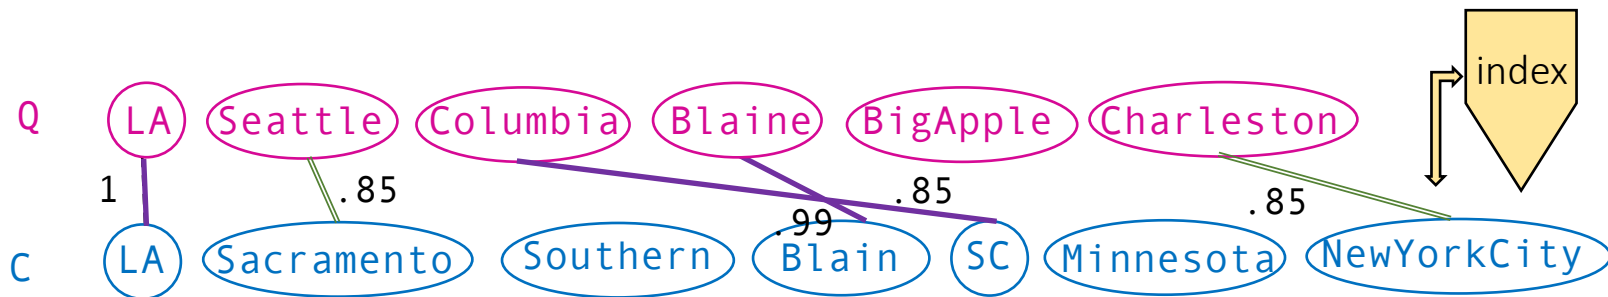 index
Q LA Seattle Columbia Blaine BigApple Charleston
1 .85 .99 .85 .85
C LA Sacramento Southern Blain SC Minnesota NewYorkCity